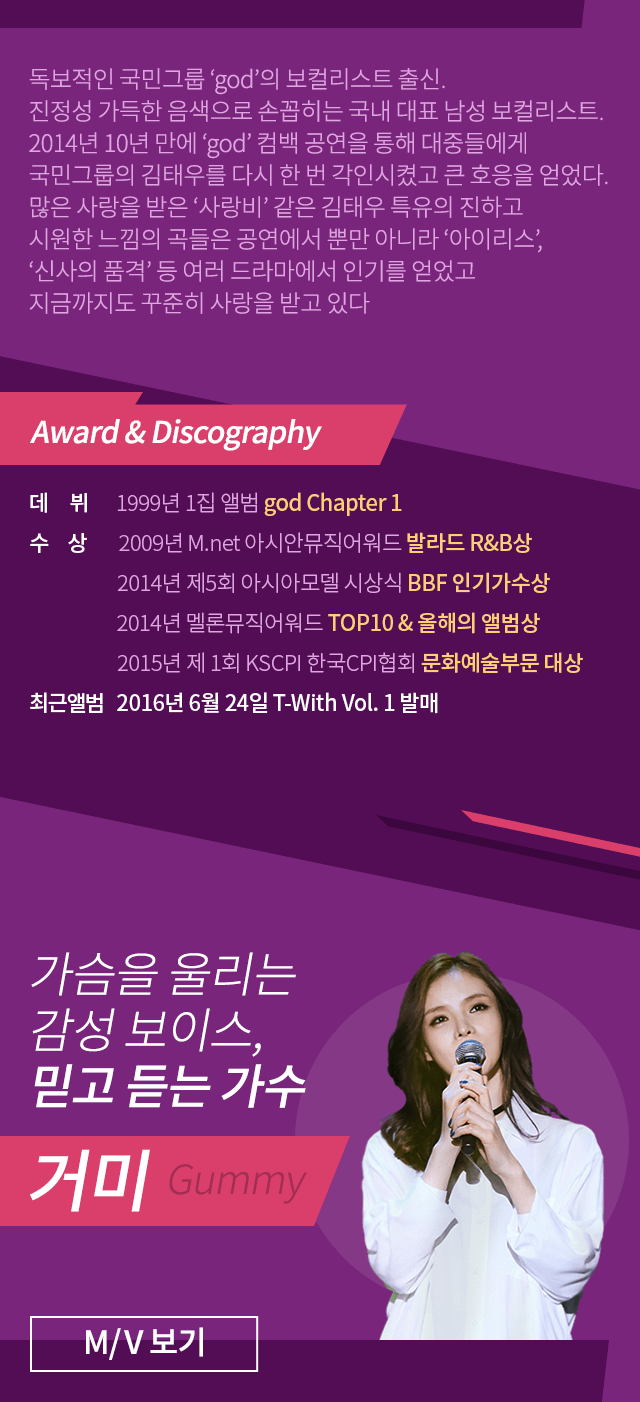 독보적인 국민그룹 ‘god’의 보컬리스트 출신.
진정성 가득한 음색으로 손꼽히는 국내 대표 남성 보컬리스트.
2014년 10년 만에 ‘god’ 컴백 공연을 통해 대중들에게
국민그룹의 김태우를 다시 한 번 각인시켰고 큰 호응을 얻었다.
많은 사랑을 받은 ‘사랑비’ 같은 김태우 특유의 진하고
시원한 느낌의 곡들은 공연에서 뿐만 아니라 ‘아이리스’,
‘신사의 품격’ 등 여러 드라마에서 인기를 얻었고
지금까지도 꾸준히 사랑을 받고 있다
Award & Discography
데 뷔 1999년 1집 앨범 god Chapter 1
수 상 2009년 M.net 아시안뮤직어워드 발라드 R&B상
2014년 제5회 아시아모델 시상식 BBF 인기가수상
2014년 멜론뮤직어워드 TOP10 & 올해의 앨범상
2015년 제 1회 KSCPI 한국CPI협회 문화예술부문 대상
최근앨범 2016년 6월 24일 T-With Vol. 1 발매
가슴을 울리는
감성 보이스,
믿고 듣는 가수
거미 Gummy
M/V 보기